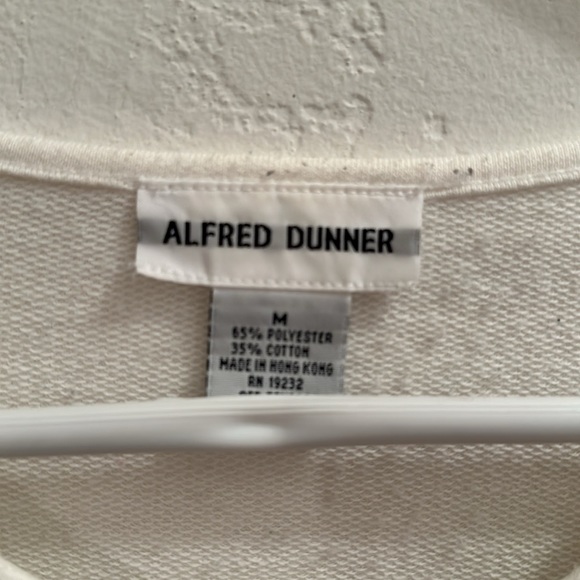 ALFRED DUNNER
M
65% POLYESTER
35% COTTON
MADE IN HONG KONG
RN 19232